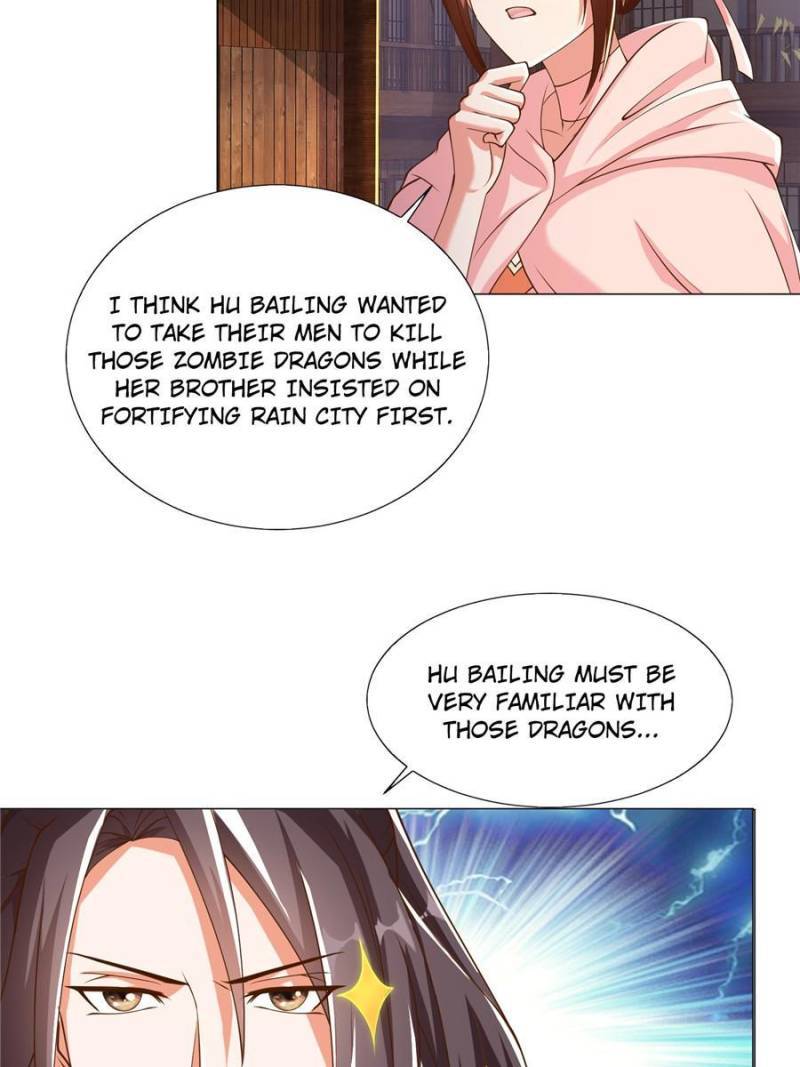 I THINK HU BAILING WANTED
TO TAKE THEIR MEN TO KILL
THOSE ZOMBIE DRAGONS WHILE
HER BROTHER INSISTED ON
FORTIFYING RAIN CITY FIRST.
HU BAILING MUST BE
VERY FAMILIAR WITH
THOSE DRAGONS...